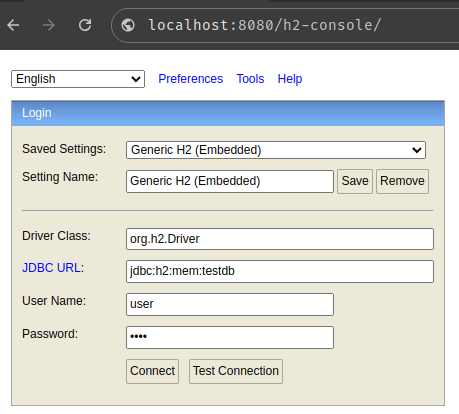 localhost:8080/h2-console/
English Preferences Tools Help
Login
Saved Settings: Generic H2 (Embedded)
Setting Name: Generic H2 (Embedded) Save Remove
Driver Class: org.h2.Driver
JDBC URL: jdbc:h2:mem:testdb
User Name: user
Password: ••••
Connect Test Connection